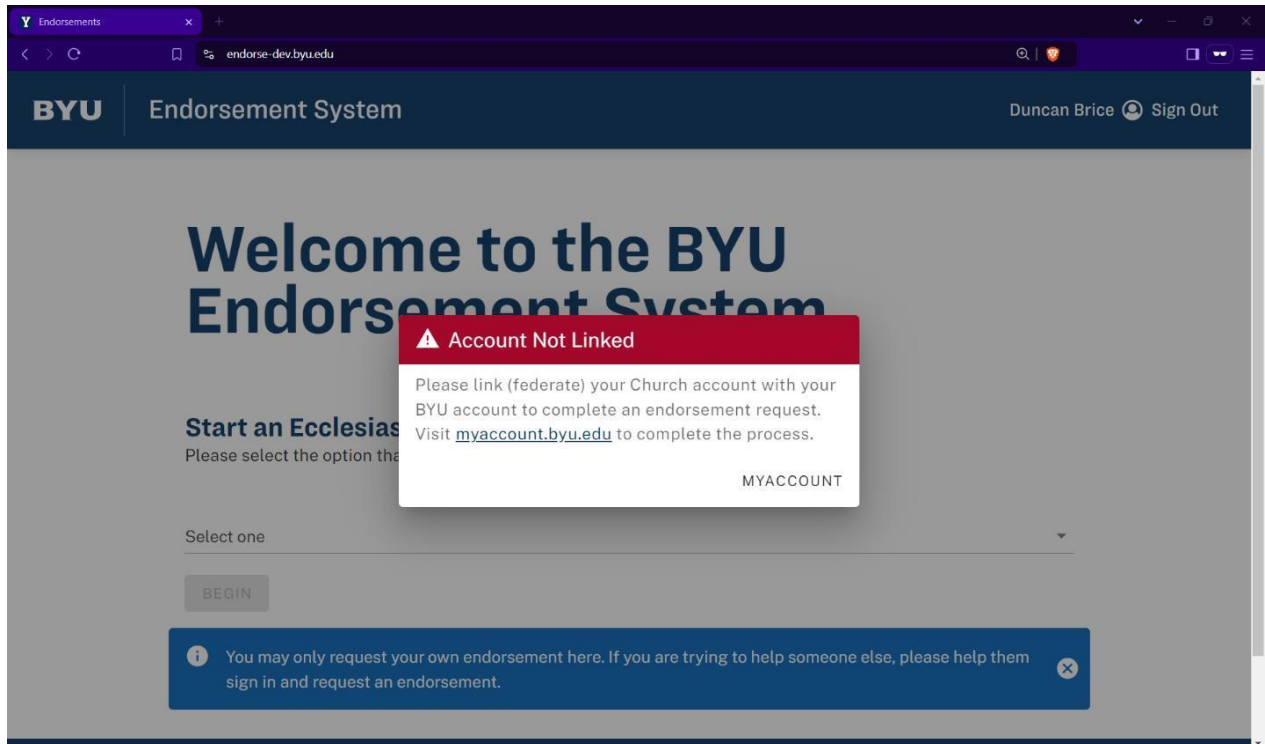 Endorsements
endorse-dev.byu.edu
BYU Endorsement System Duncan Brice Sign Out
Welcome to the BYU
Endorsement System
Account Not Linked
Please link (federate) your Church account with your
BYU account to complete an endorsement request.
Visit myaccount.byu.edu to complete the process.
MYACCOUNT
Start an Ecclesias
Please select the option tha
Select one
BEGIN
You may only request your own endorsement here. If you are trying to help someone else, please help them
sign in and request an endorsement.